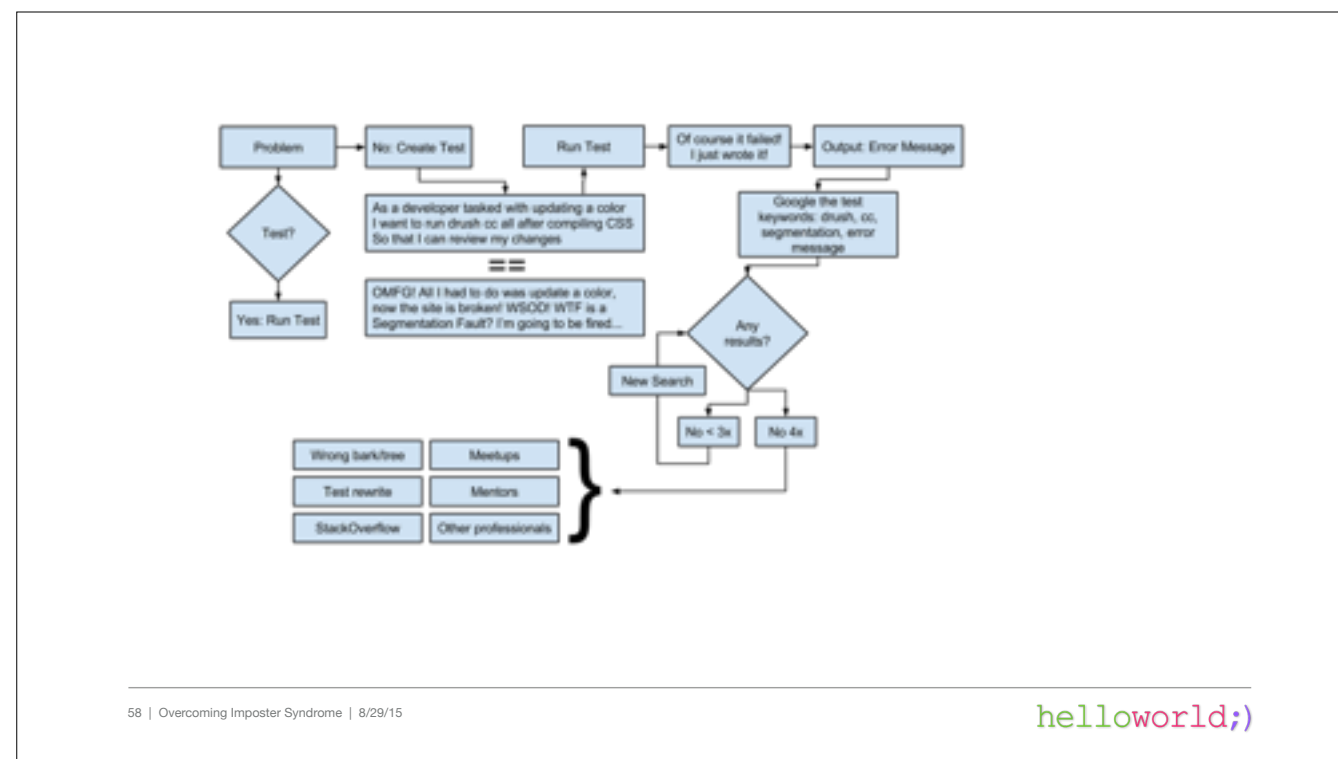 Problem
No: Create Test
Run Test
Of course it failed!
I just wrote it!
Output: Error Message
Test?
Yes: Run Test
As a developer tasked with updating a color
I want to run drush cc all after compiling CSS
So that I can review my changes
==
OMFG! All I had to do was update a color,
now the site is broken! WSOD! WTF is a
Segmentation Fault? I'm going to be fired...
Google the test
keywords: drush, cc,
segmentation, error
message
Any
results?
New Search
No < 3x
No 4x
Wrong bark/tree
Meetups
Test rewrite
Mentors
StackOverflow
Other professionals
}
58 | Overcoming Imposter Syndrome | 8/29/15
helloworld;)